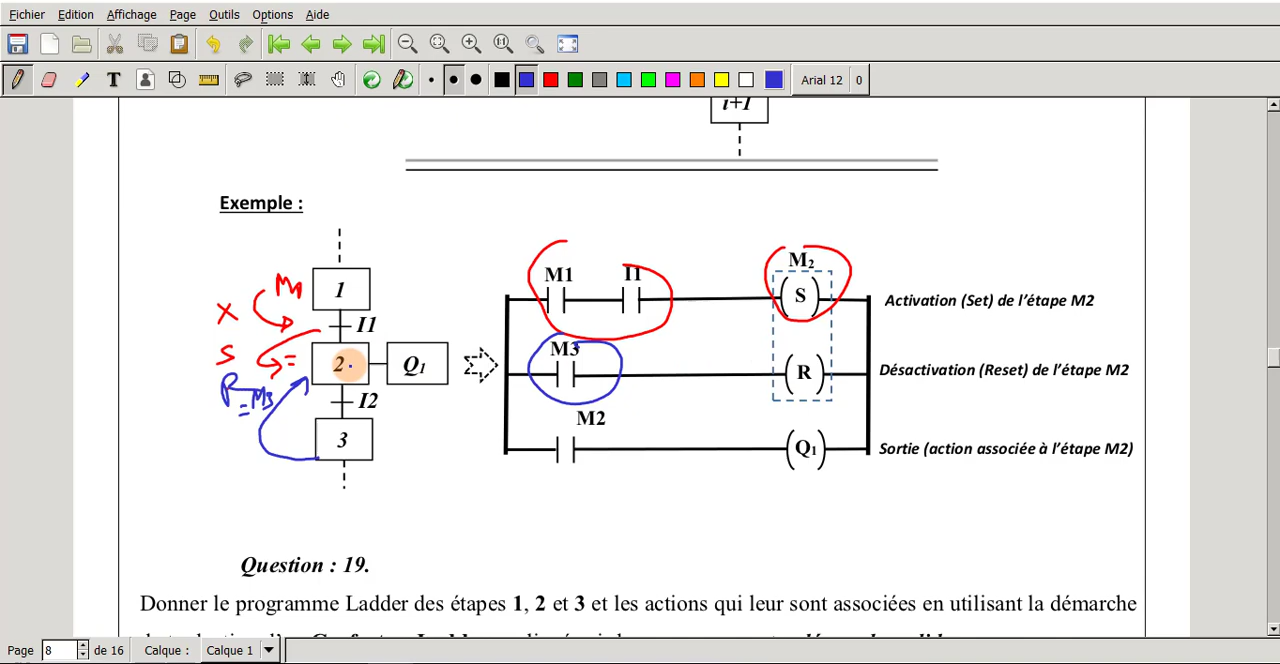 Fichier Edition Affichage Page Outils Options Aide
T Arial 12 0
i+1
Exemple :
1
I1
2
Q1
I2
3
M1
X
S =
R = M3
M1 I1 M2
S
Activation (Set) de l'étape M2
M3
R
Désactivation (Reset) de l'étape M2
M2
Q1
Sortie (action associée à l'étape M2)
Question : 19.
Donner le programme Ladder des étapes 1, 2 et 3 et les actions qui leur sont associées en utilisant la démarche
Page 8 de 16 Calque : Calque 1